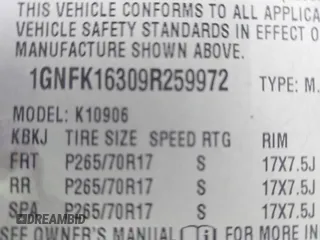 THIS VEHICLE CONFORMS TO ALL APPLICA
VEHICLE SAFETY STANDARDS IN EFFECT O
MANUFACTURE SHOWN ABOVE.
1GNFK16309R259972 TYPE: M.
MODEL: K10906
KBKJ TIRE SIZE SPEED RTG RIM
FRT P265/70R17 S 17X7.5J
RR P265/70R17 S 17X7.5J
SPA P265/70R17 S 17X7.5J
SEE OWNER'S MANUAL FOR MORE IN
DREAMBID